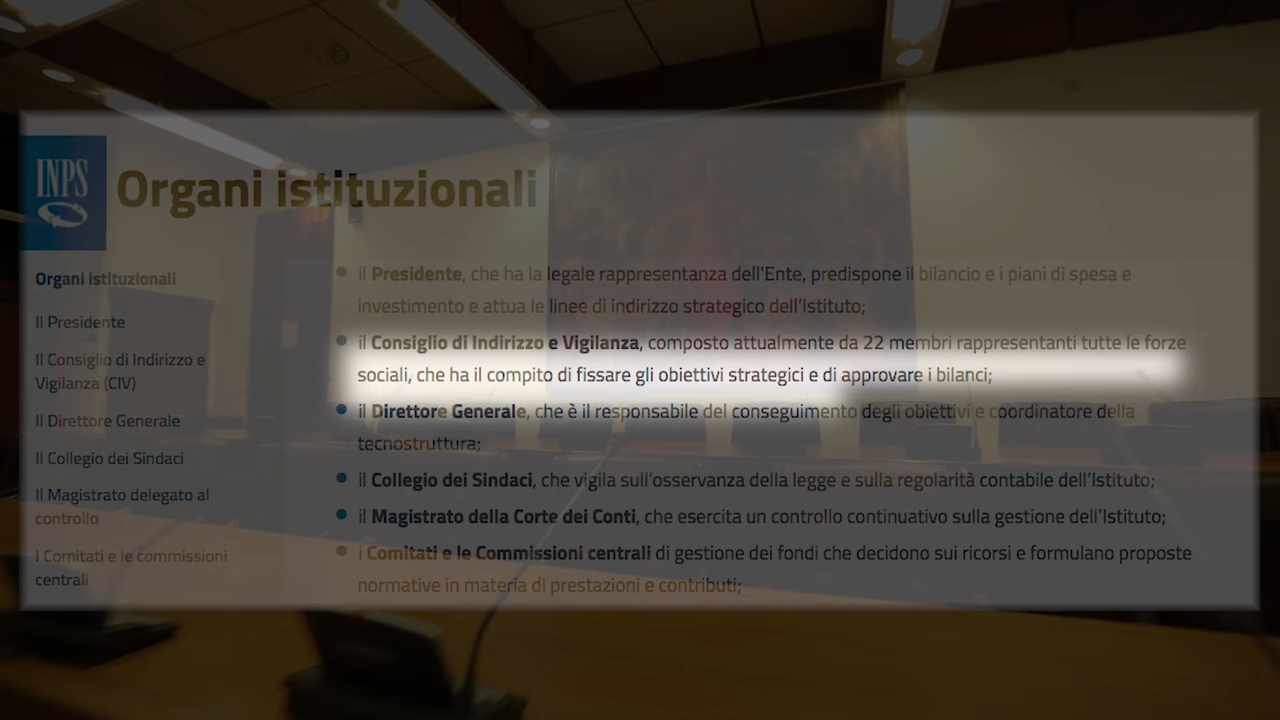 INPS
Organi istituzionali
Organi istituzionali
Il Presidente
Il Consiglio di Indirizzo e
Vigilanza (CIV)
Il Direttore Generale
Il Collegio dei Sindaci
Il Magistrato delegato al
controllo
I Comitati e le commissioni
centrali
il Presidente, che ha la legale rappresentanza dell'Ente, predispone il bilancio e i piani di spesa e
investimento e attua le linee di indirizzo strategico dell'Istituto;
il Consiglio di Indirizzo e Vigilanza, composto attualmente da 22 membri rappresentanti tutte le forze
sociali, che ha il compito di fissare gli obiettivi strategici e di approvare i bilanci;
il Direttore Generale, che è il responsabile del conseguimento degli obiettivi e coordinatore della
tecnostruttura;
il Collegio dei Sindaci, che vigila sull'osservanza della legge e sulla regolarità contabile dell'Istituto;
il Magistrato della Corte dei Conti, che esercita un controllo continuativo sulla gestione dell'Istituto;
i Comitati e le Commissioni centrali di gestione dei fondi che decidono sui ricorsi e formulano proposte
normative in materia di prestazioni e contributi;